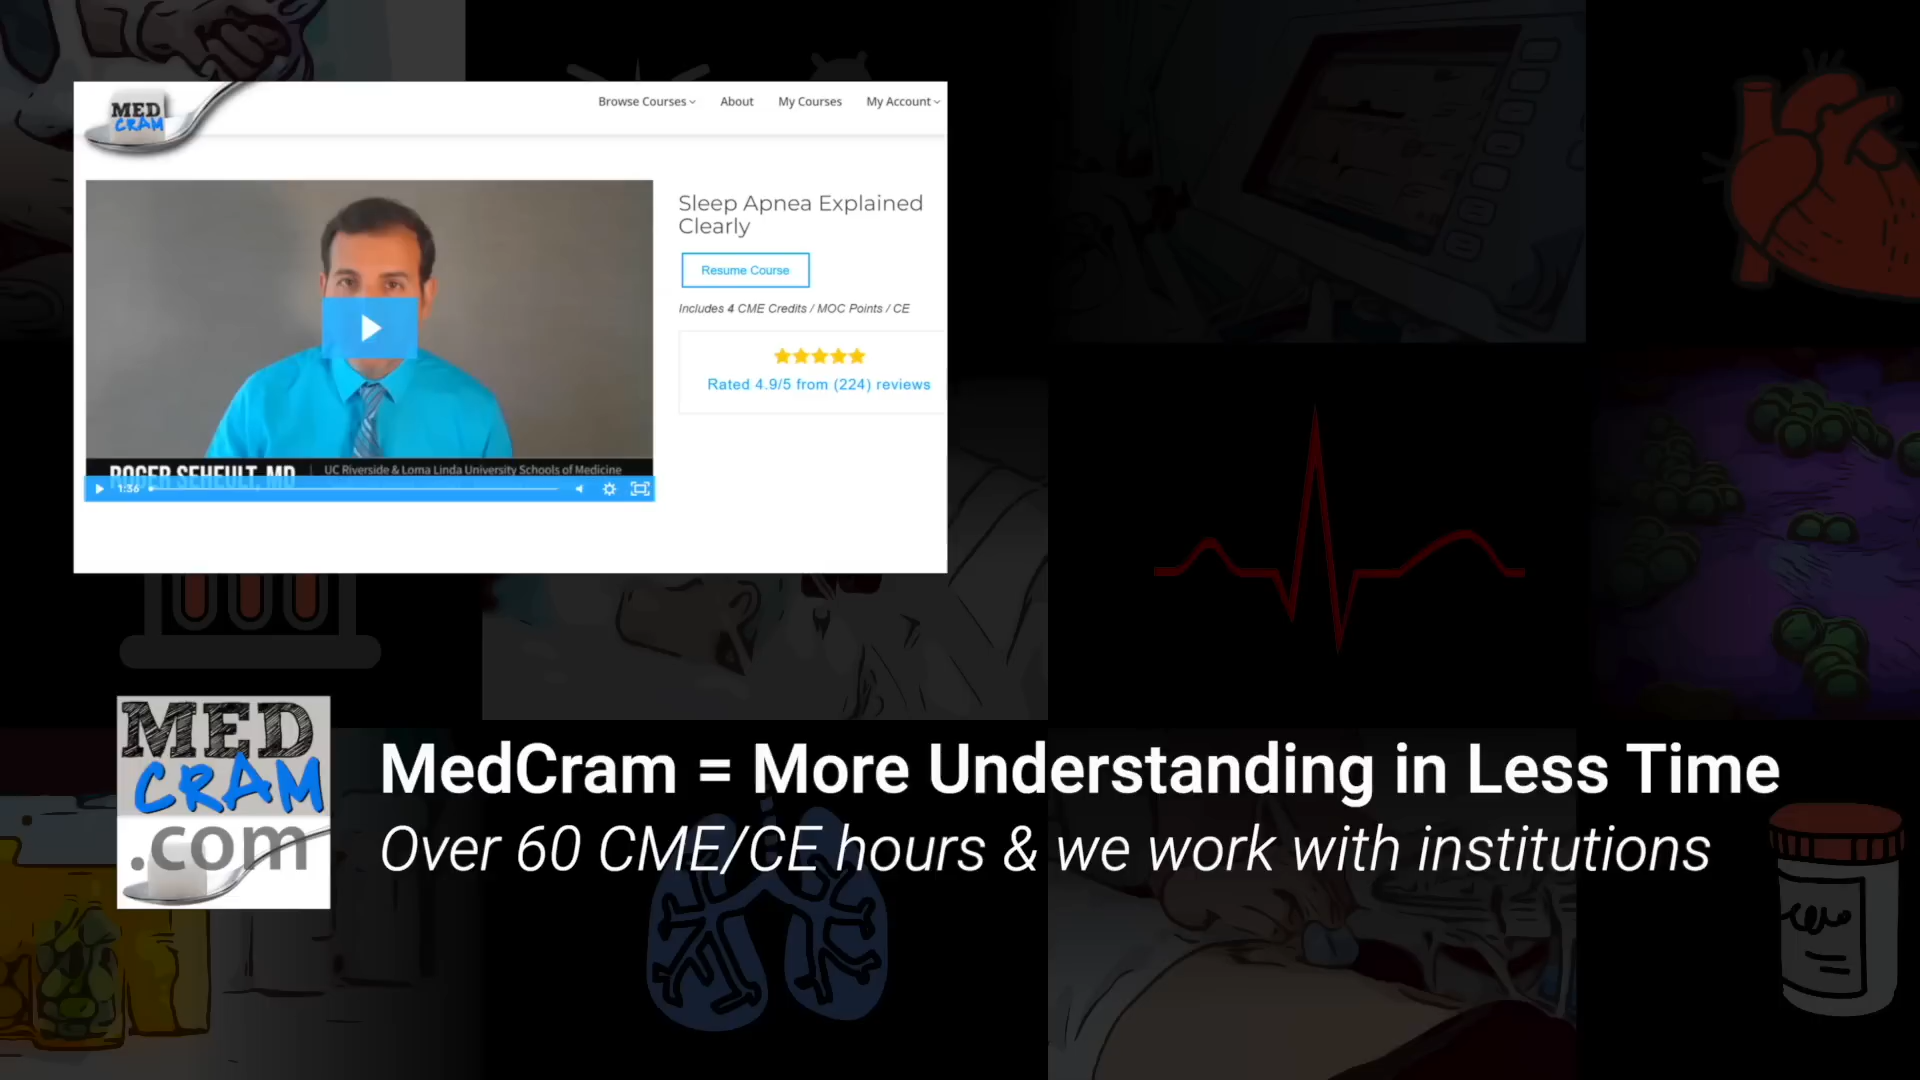 MED
CRAM
Browse Courses
About
My Courses
My Account
Sleep Apnea Explained
Clearly
Resume Course
Includes 4 CME Credits / MOC Points / CE
Rated 4.9/5 from (224) reviews
ROGER SEHEULT, MD | UC Riverside & Loma Linda University Schools of Medicine
1:36
MED
CRAM
.com
MedCram = More Understanding in Less Time
Over 60 CME/CE hours & we work with institutions